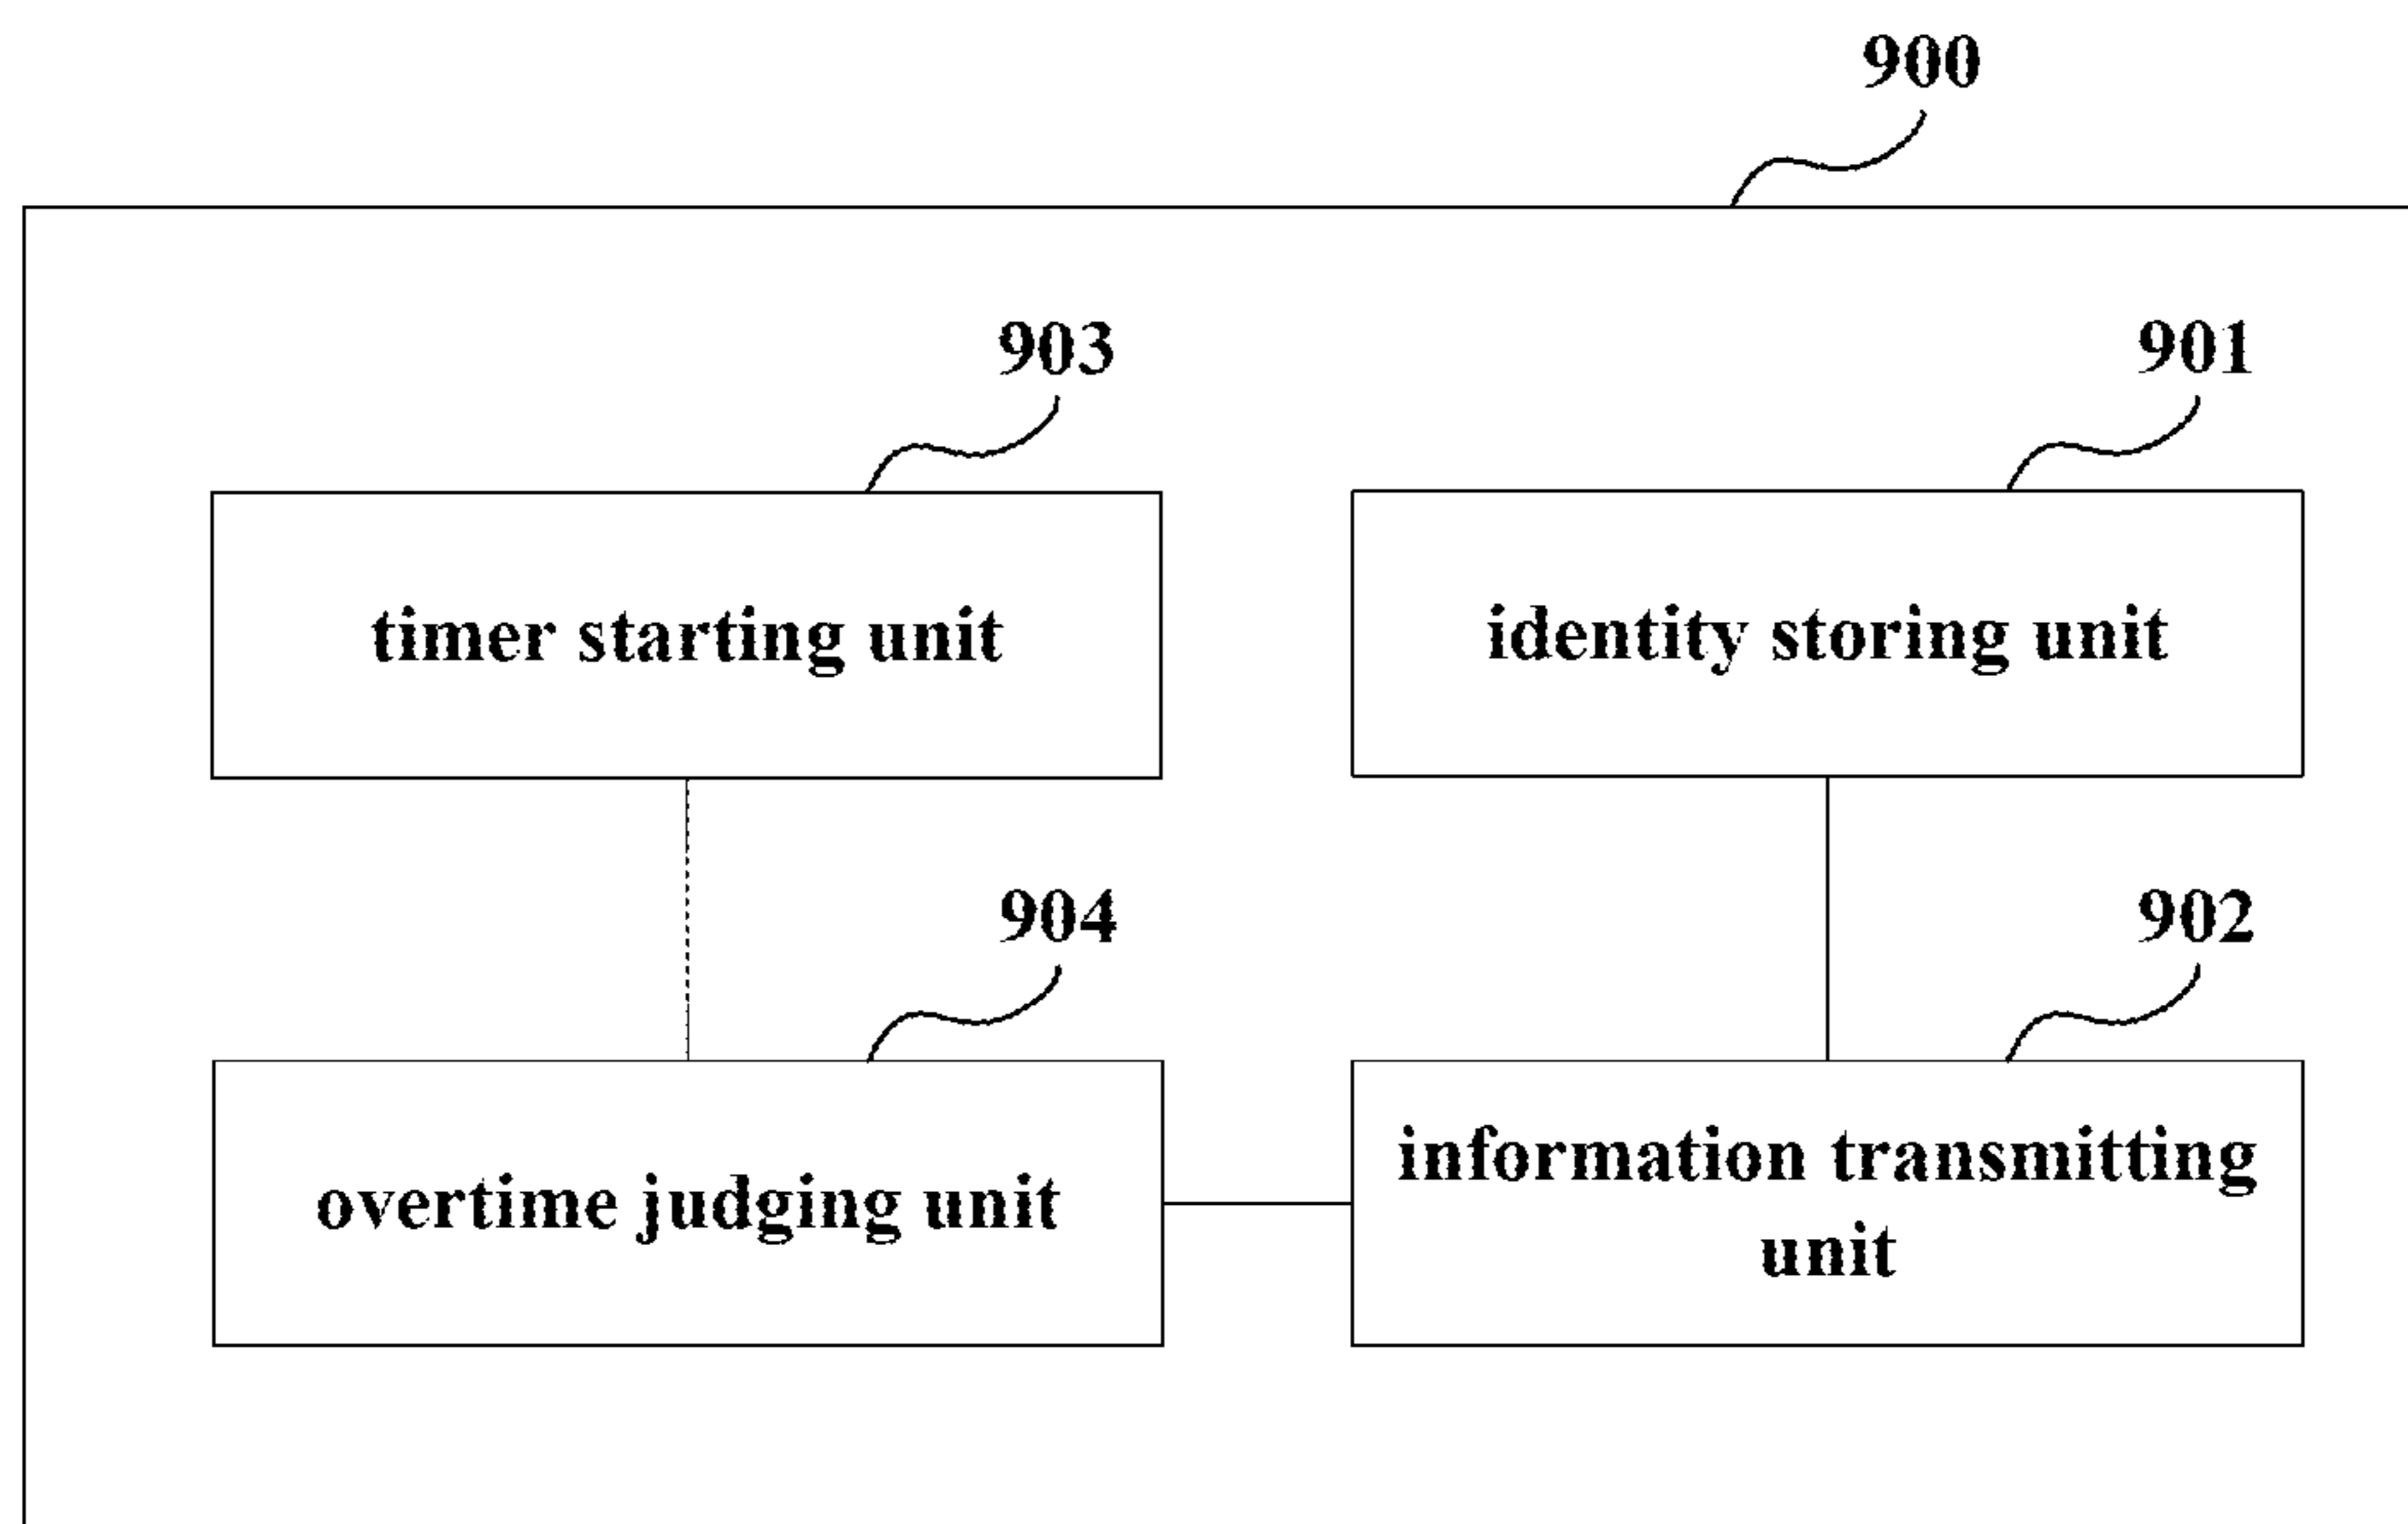 900
903
901
timer starting unit
identity storing unit
904
902
overtime judging unit
information transmitting
unit